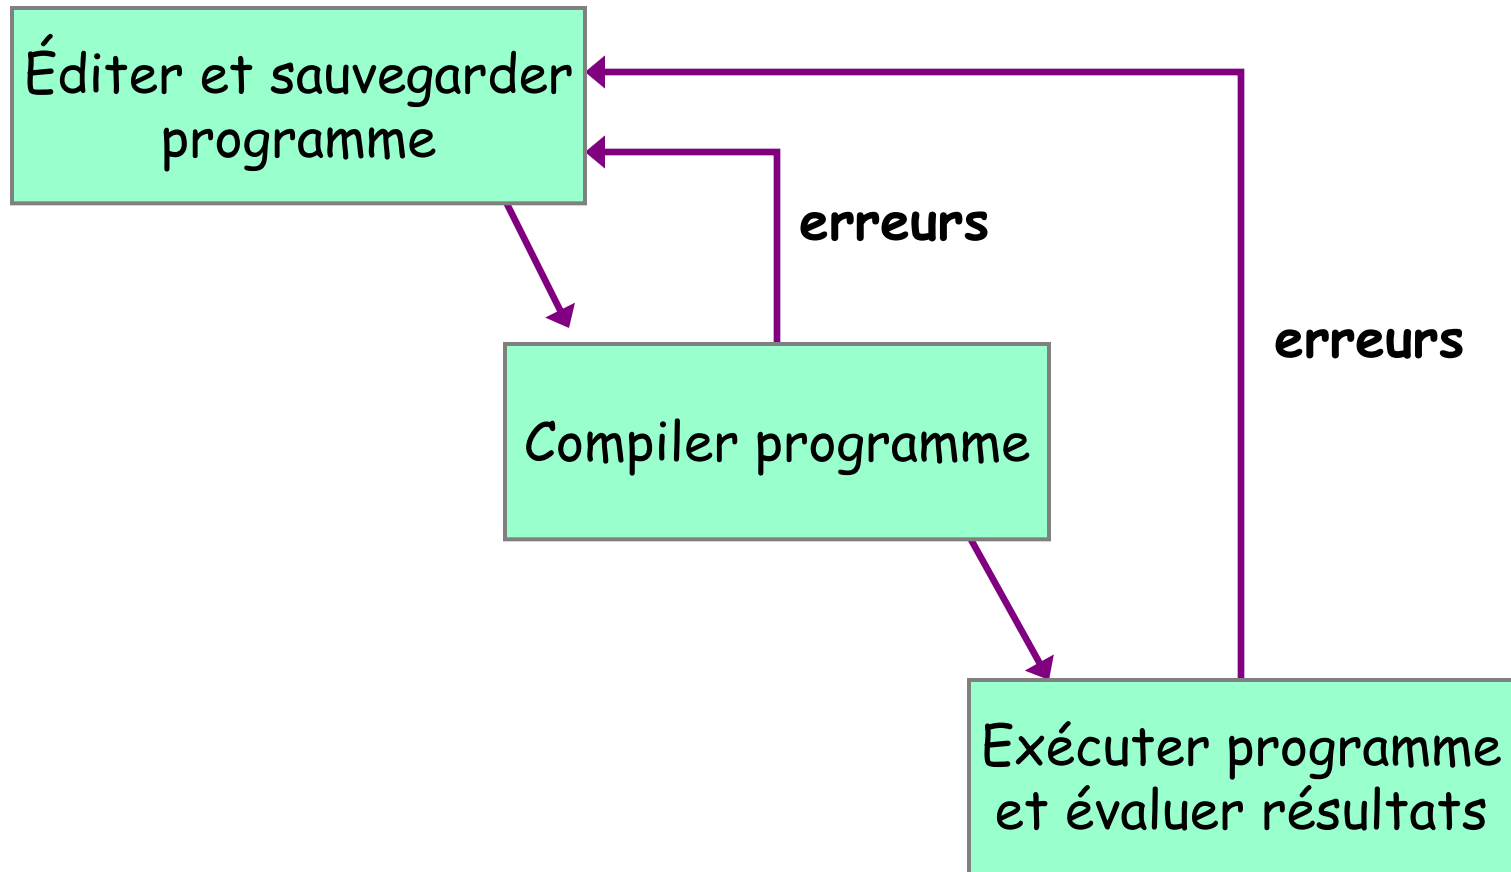 Éditer et sauvegarder
programme
erreurs
erreurs
Compiler programme
Exécuter programme
et évaluer résultats